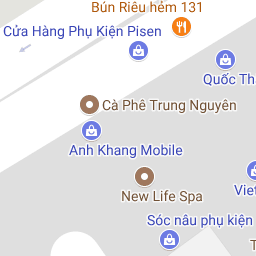 Bún Riêu hẻm 131
Cửa Hàng Phụ Kiện Pisen
Quốc
Cà Phê Trung Nguyên
Anh Khang Mobile
New Life Spa
Sóc nâu phụ kiện